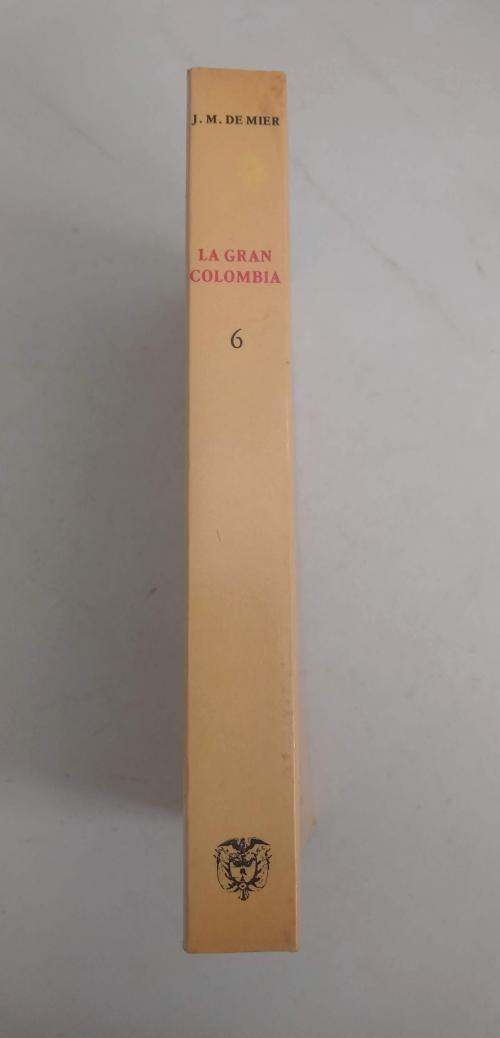 J. M. DE MIER
LA GRAN
COLOMBIA
6